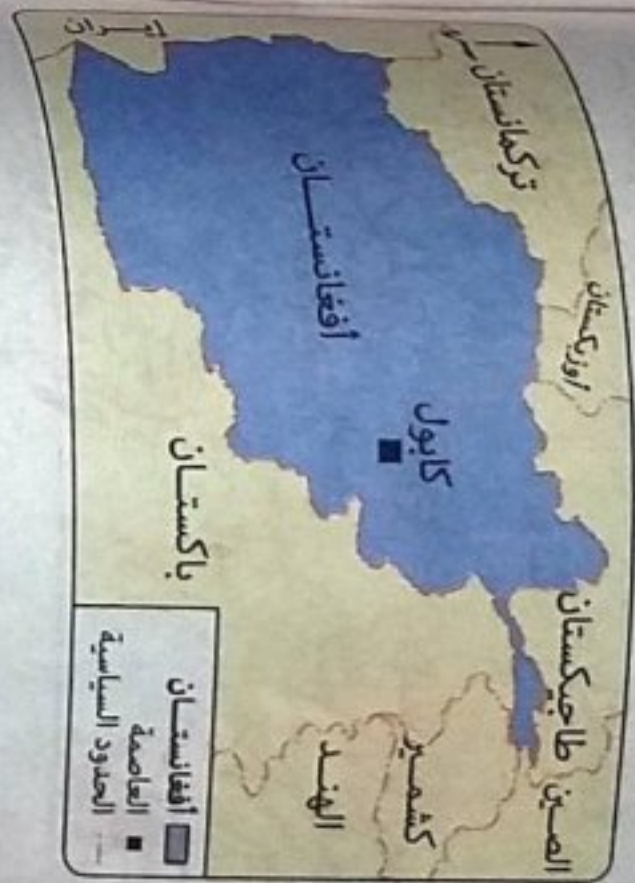 تركمانستان
أوزبكستان
طاجيكستان
الصين
إيران
أفغانستان
كابول
كشمير
باكستان
الهند
أفغانستان
العاصمة
الحدود السياسية